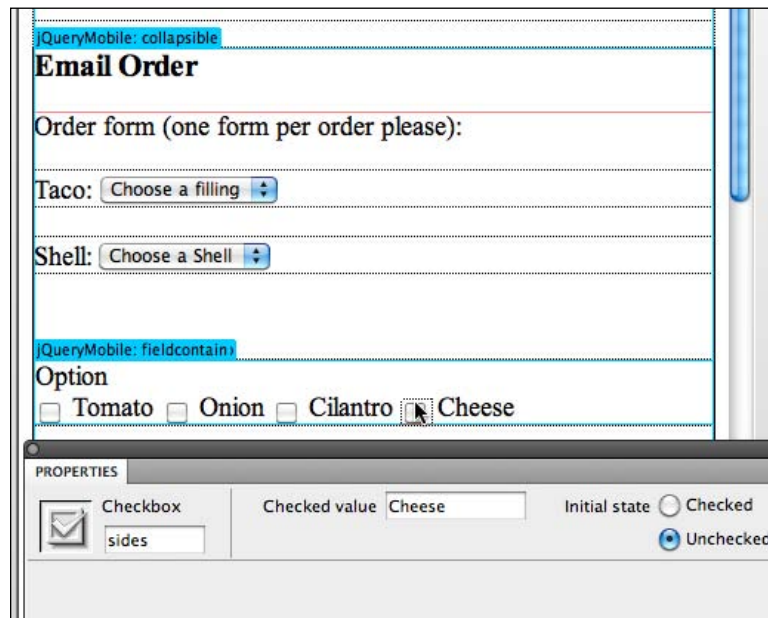 jQueryMobile: collapsible
Email Order
Order form (one form per order please):
Taco: Choose a filling
Shell: Choose a Shell
jQueryMobile: fieldcontain
Option
Tomato Onion Cilantro Cheese
PROPERTIES
Checkbox Checked value Cheese Initial state Checked
sides Unchecked